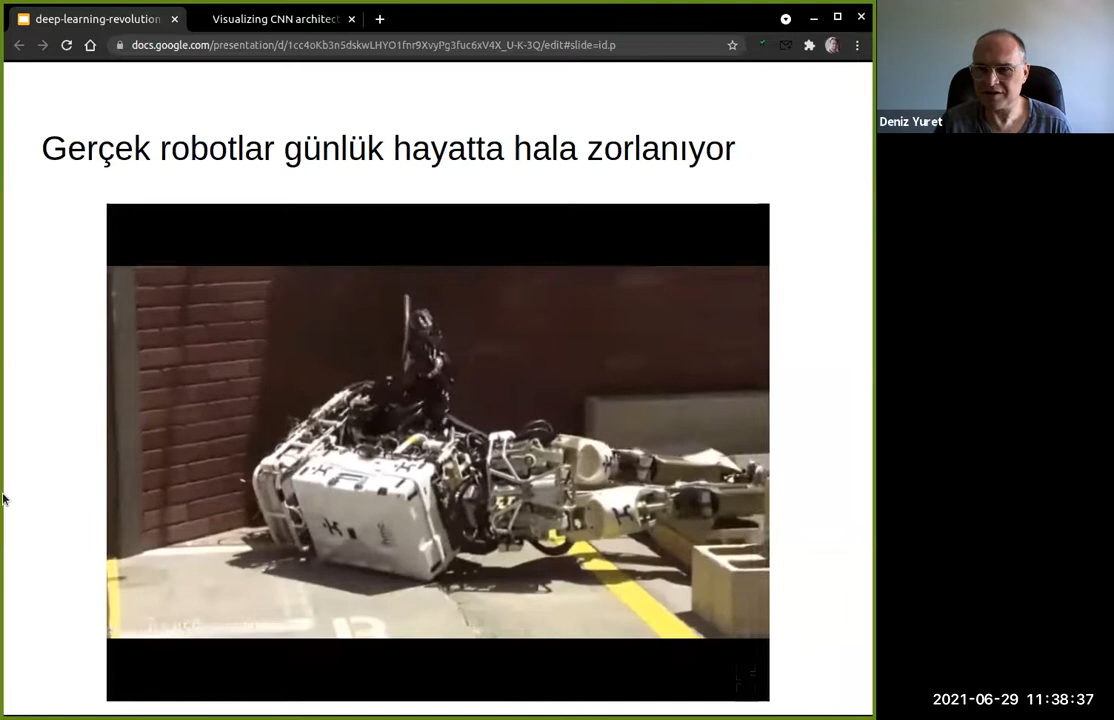 deep-learning-revolution
Visualizing CNN architect
docs.google.com/presentation/d/1cc4oKb3n5dskwLHYO1fnr9XvyPg3fuc6xV4X_U-K-3Q/edit#slide=id.p
Deniz Yuret
Gerçek robotlar günlük hayatta hala zorlanıyor
2021-06-29 11:38:37